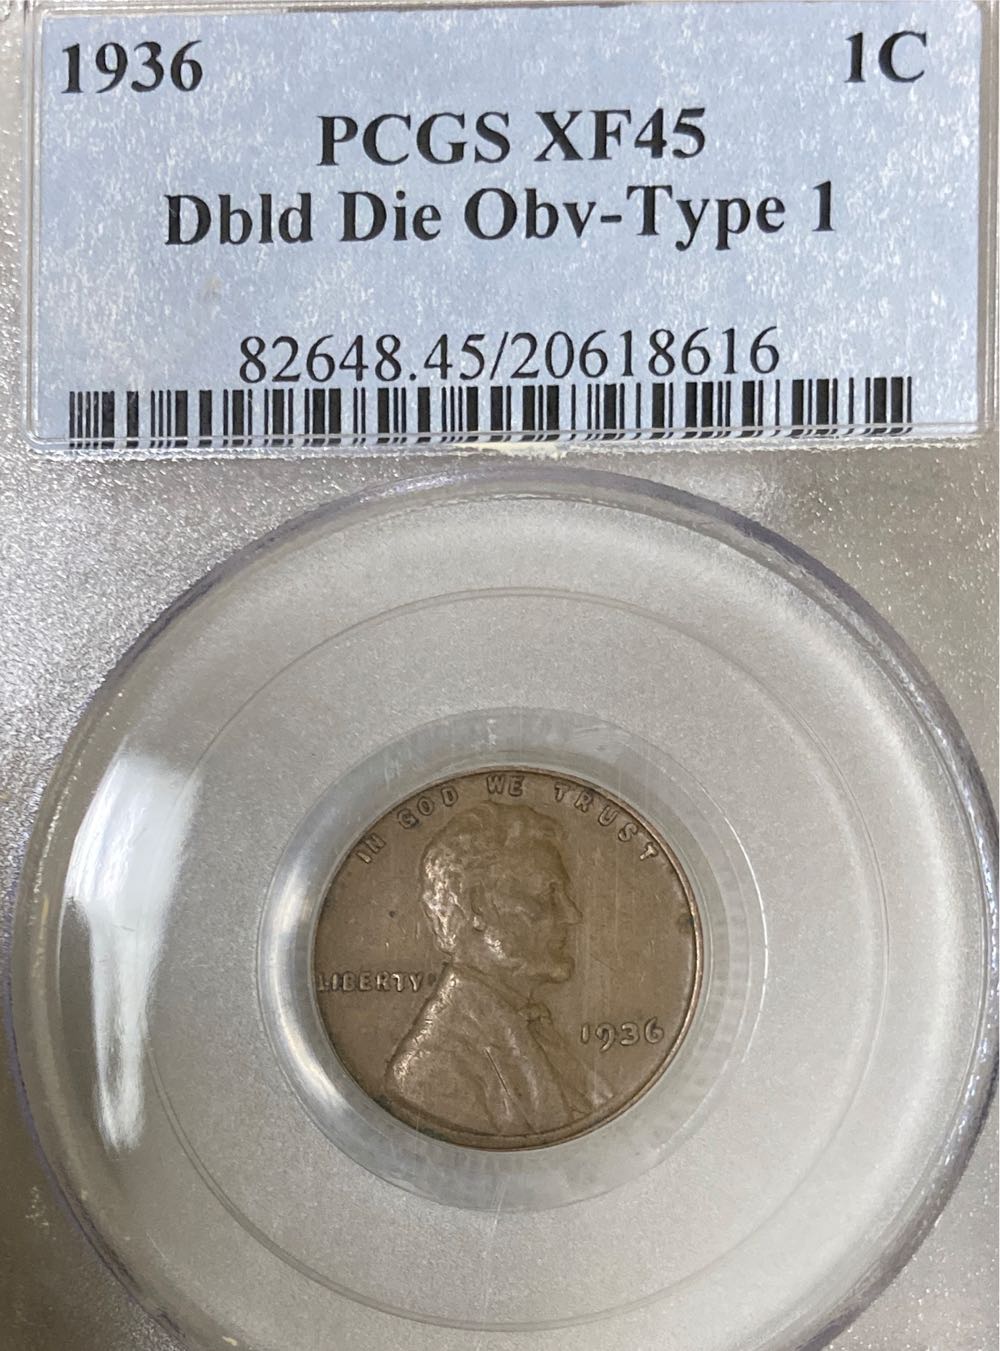 1936 1C
PCGS XF45
Dbld Die Obv-Type 1
82648.45/20618616
IN GOD WE TRUST
LIBERTY
1936